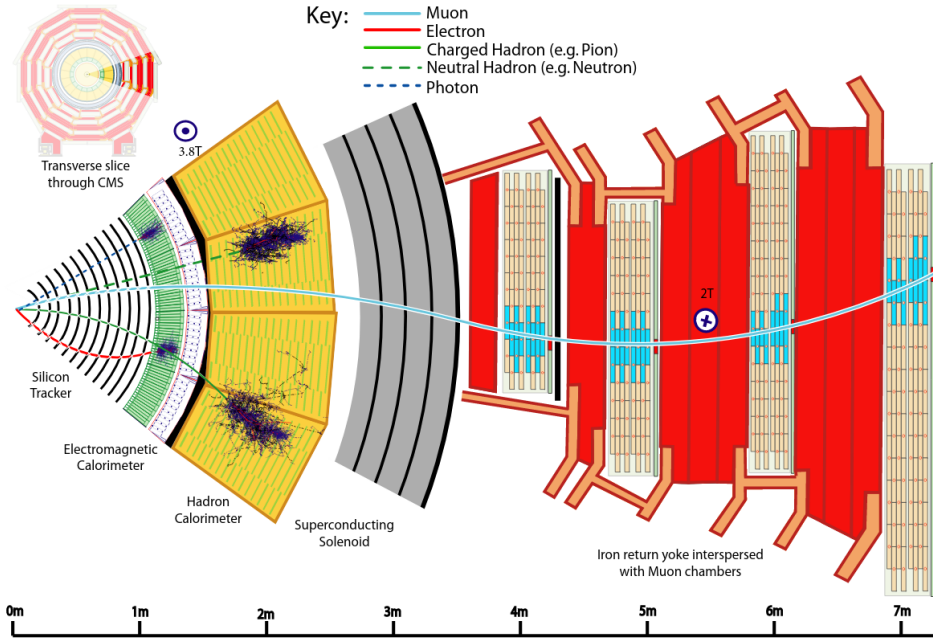 Key:
Muon
Electron
Charged Hadron (e.g. Pion)
Neutral Hadron (e.g. Neutron)
Photon
3.8T
Transverse slice
through CMS
2T
Silicon
Tracker
Electromagnetic
Calorimeter
Hadron
Calorimeter
Superconducting
Solenoid
Iron return yoke interspersed
with Muon chambers
0m 1m 2m 3m 4m 5m 6m 7m